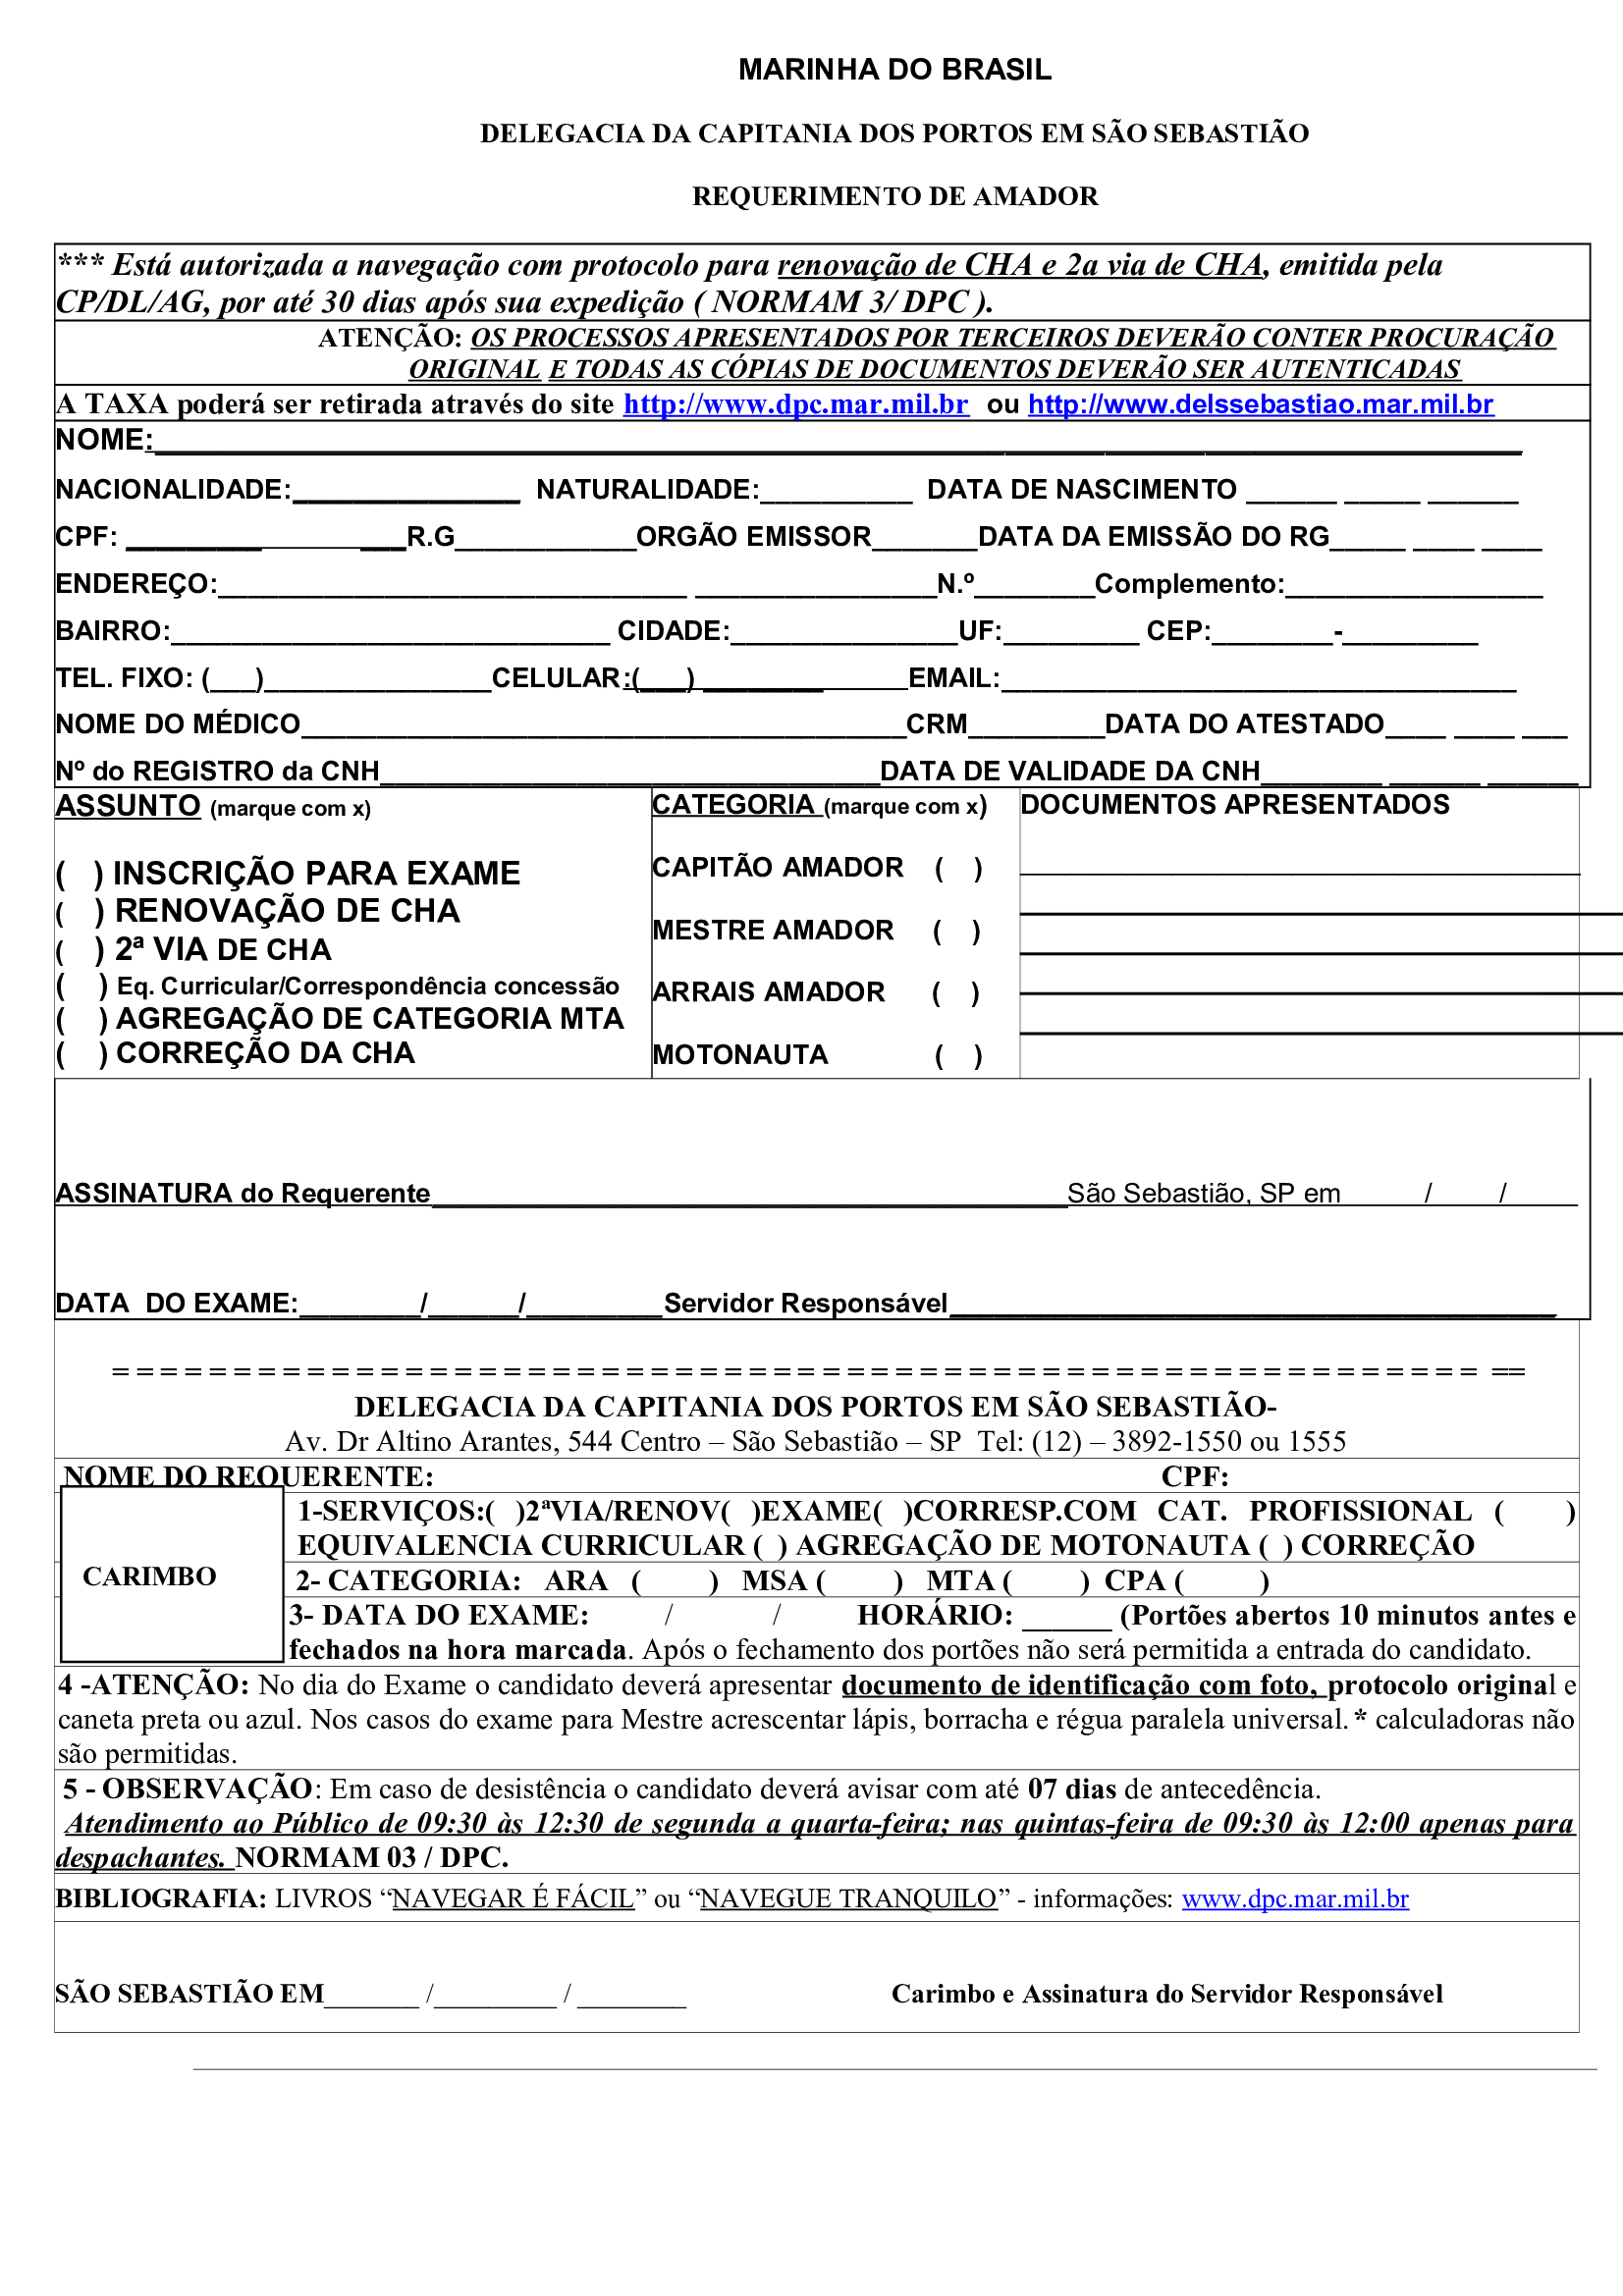 MARINHA DO BRASIL
DELEGACIA DA CAPITANIA DOS PORTOS EM SÃO SEBASTIÃO
REQUERIMENTO DE AMADOR
*** Está autorizada a navegação com protocolo para renovação de CHA e 2a via de CHA, emitida pela
CP/DL/AG, por até 30 dias após sua expedição ( NORMAM 3/ DPC ).
ATENÇÃO: OS PROCESSOS APRESENTADOS POR TERCEIROS DEVERÃO CONTER PROCURAÇÃO
ORIGINAL E TODAS AS CÓPIAS DE DOCUMENTOS DEVERÃO SER AUTENTICADAS
A TAXA poderá ser retirada através do site http://www.dpc.mar.mil.br ou http://www.delssebastiao.mar.mil.br
NOME:____________________
NACIONALIDADE:_______________ NATURALIDADE:__________ DATA DE NASCIMENTO ______ _____ ______
CPF: _________ ___R.G____________ORGÃO EMISSOR_______DATA DA EMISSÃO DO RG_____ ____ ____
ENDEREÇO:_______________________________ ________________N.º________Complemento:_________________
BAIRRO:_____________________________ CIDADE:_______________UF:_________ CEP:________-_________
TEL. FIXO: (___)_______________CELULAR:(___) ________EMAIL:__________________________________
NOME DO MÉDICO________________________________________CRM_________DATA DO ATESTADO____ ____ ___
Nº do REGISTRO da CNH_________________________________DATA DE VALIDADE DA CNH________ ______ ______
ASSUNTO (marque com x)
( ) INSCRIÇÃO PARA EXAME
( ) RENOVAÇÃO DE CHA
( ) 2ª VIA DE CHA
( ) Eq. Curricular/Correspondência concessão
( ) AGREGAÇÃO DE CATEGORIA MTA
( ) CORREÇÃO DA CHA
CATEGORIA (marque com x)
CAPITÃO AMADOR ( )
MESTRE AMADOR ( )
ARRAIS AMADOR ( )
MOTONAUTA ( )
DOCUMENTOS APRESENTADOS
ASSINATURA do Requerente__________________________________________São Sebastião, SP em / /
DATA DO EXAME:________/______/_________Servidor Responsável________________________________________
= = = = = = = = = = = = = = = = = = = = = = = = = = = = = = = = = = = = = = = = = = = = = = = = = = = = = = = = ==
DELEGACIA DA CAPITANIA DOS PORTOS EM SÃO SEBASTIÃO-
Av. Dr Altino Arantes, 544 Centro – São Sebastião – SP Tel: (12) – 3892-1550 ou 1555
NOME DO REQUERENTE: CPF:
CARIMBO
1-SERVIÇOS:( )2ªVIA/RENOV( )EXAME( )CORRESP.COM CAT. PROFISSIONAL ( )
EQUIVALENCIA CURRICULAR ( ) AGREGAÇÃO DE MOTONAUTA ( ) CORREÇÃO
2- CATEGORIA: ARA ( ) MSA ( ) MTA ( ) CPA ( )
3- DATA DO EXAME: / / HORÁRIO: ______ (Portões abertos 10 minutos antes e
fechados na hora marcada. Após o fechamento dos portões não será permitida a entrada do candidato.
4 -ATENÇÃO: No dia do Exame o candidato deverá apresentar documento de identificação com foto, protocolo original e
caneta preta ou azul. Nos casos do exame para Mestre acrescentar lápis, borracha e régua paralela universal. * calculadoras não
são permitidas.
5 - OBSERVAÇÃO: Em caso de desistência o candidato deverá avisar com até 07 dias de antecedência.
Atendimento ao Público de 09:30 às 12:30 de segunda a quarta-feira; nas quintas-feira de 09:30 às 12:00 apenas para
despachantes. NORMAM 03 / DPC.
BIBLIOGRAFIA: LIVROS “NAVEGAR É FÁCIL” ou “NAVEGUE TRANQUILO” - informações: www.dpc.mar.mil.br
SÃO SEBASTIÃO EM_______ /_________ / ________ Carimbo e Assinatura do Servidor Responsável